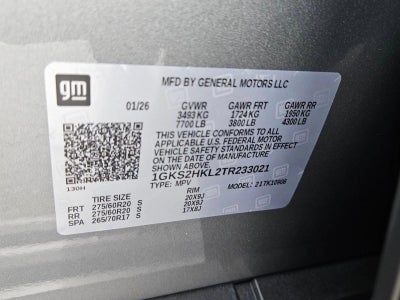 gm
MFD BY GENERAL MOTORS LLC
01/26 GVWR GAWR FRT GAWR RR
3493 KG 1724 KG 1950 KG
7700 LB 3800 LB 4300 LB
THIS VEHICLE CONFORMS TO ALL
APPLICABLE U.S. FEDERAL MOTOR
VEHICLE SAFETY STANDARDS IN EFFECT
ON THE DATE OF MANUFACTURE
SHOWN ABOVE.
1GKS2HKL2TR233021
130H TYPE: MPV MODEL: 21TK10906
TIRE SIZE RIM
FRT 275/60R20 S 20X9J
RR 275/60R20 S 20X9J
SPA 265/70R17 S 17X8J